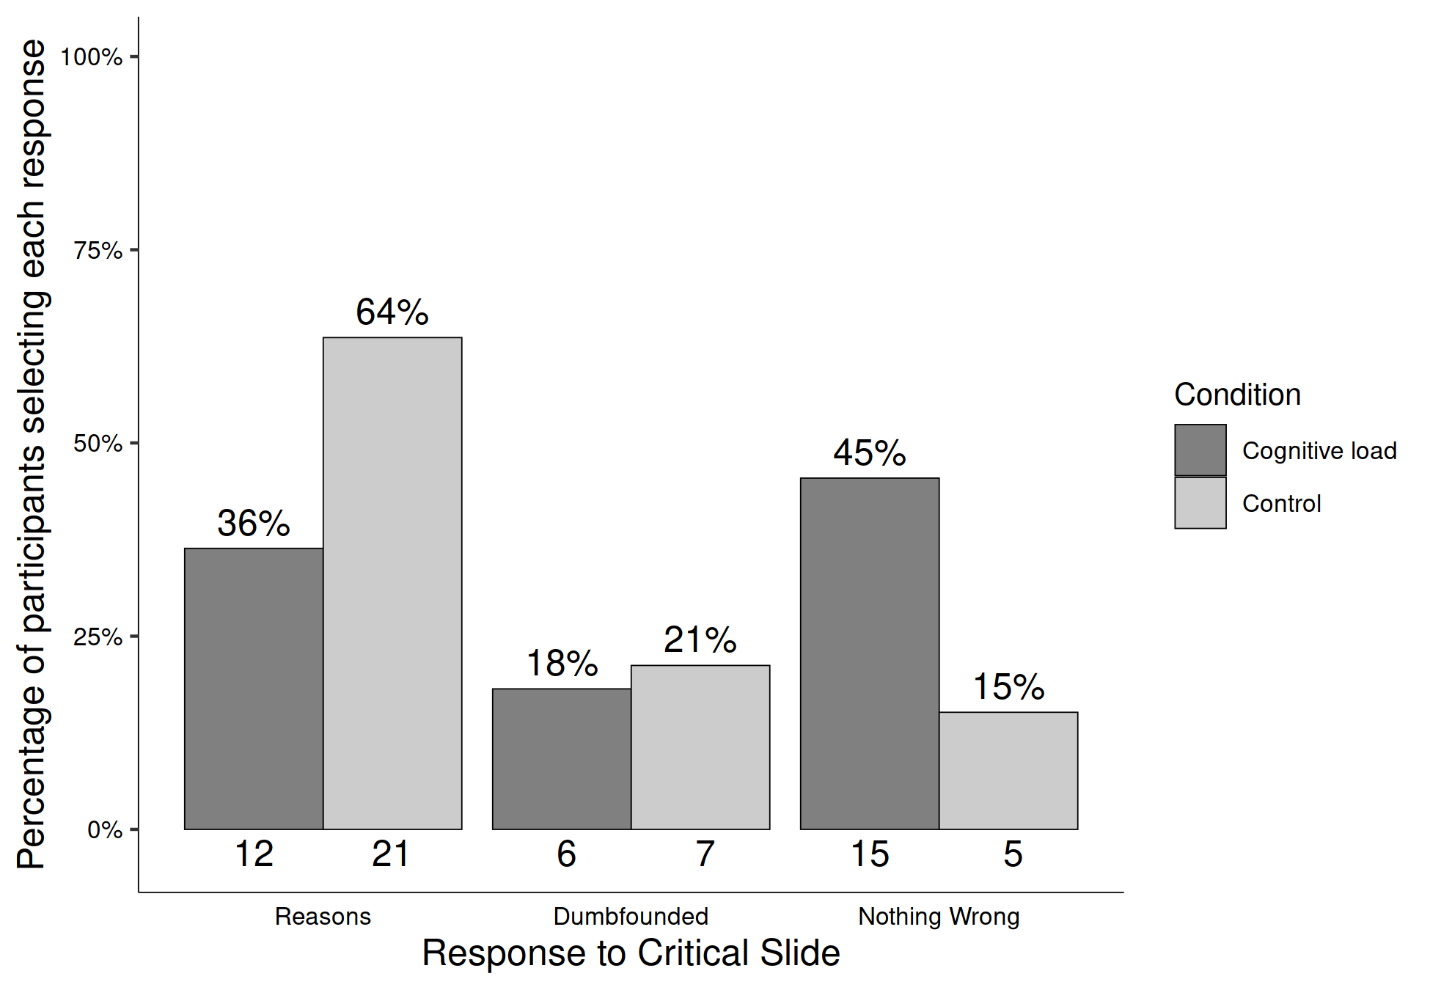 Percentage of participants selecting each response
100%
75%
50%
25%
0%
36%
64%
18%
21%
45%
15%
12
21
6
7
15
5
Reasons
Dumbfounded
Nothing Wrong
Response to Critical Slide
Condition
Cognitive load
Control